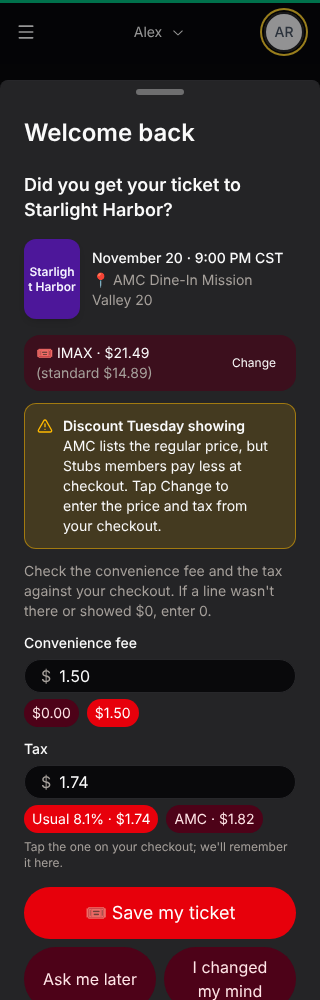 Alex
AR
Welcome back
Did you get your ticket to
Starlight Harbor?
Starligh
t Harbor
November 20 · 9:00 PM CST
📍 AMC Dine-In Mission
Valley 20
🎟️ IMAX · $21.49
(standard $14.89)
Change
Discount Tuesday showing
AMC lists the regular price, but
Stubs members pay less at
checkout. Tap Change to
enter the price and tax from
your checkout.
Check the convenience fee and the tax
against your checkout. If a line wasn't
there or showed $0, enter 0.
Convenience fee
$ 1.50
$0.00
$1.50
Tax
$ 1.74
Usual 8.1% · $1.74
AMC · $1.82
Tap the one on your checkout; we'll remember
it here.
🎟️ Save my ticket
Ask me later
I changed
my mind